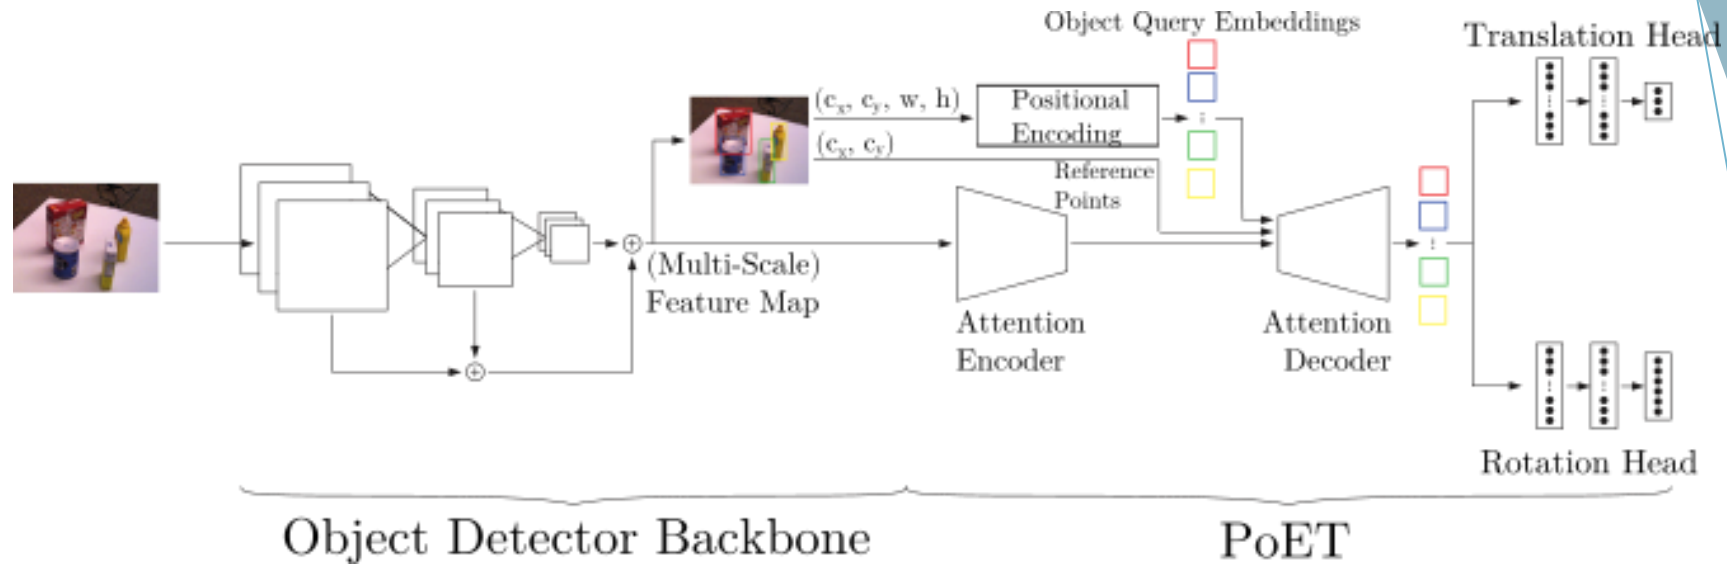 Object Query Embeddings
Translation Head
(cx, cy, w, h)
Positional
Encoding
(cx, cy)
Reference
Points
(Multi-Scale)
Feature Map
Attention
Encoder
Attention
Decoder
Rotation Head
Object Detector Backbone
PoET